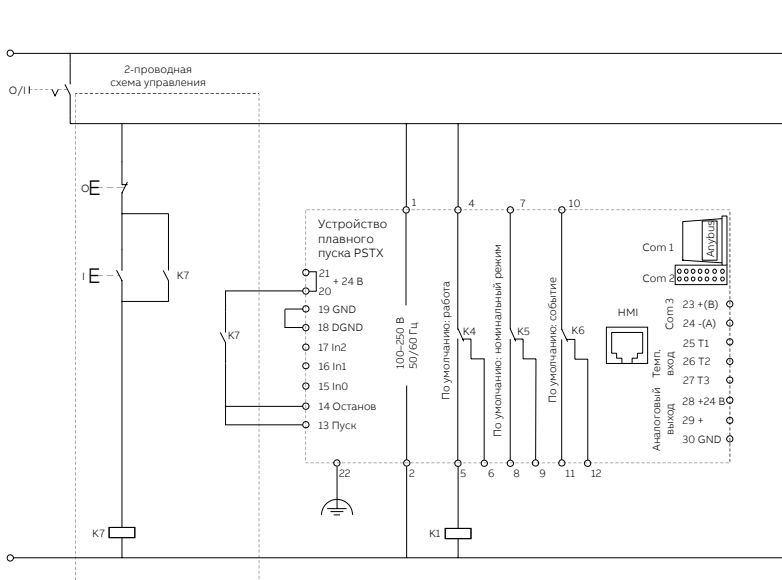 2-проводная
схема управления
O/I
O
I
K7
K7
K7
1
4
7
10
Устройство
плавного
пуска PSTX
21
+ 24 В
20
19 GND
18 DGND
17 In2
16 In1
15 In0
14 Останов
13 Пуск
100–250 В
50/60 Гц
По умолчанию: работа
K4
По умолчанию: номинальный режим
K5
По умолчанию: событие
K6
HMI
Com 1
Anybus
Com 2
Com 3
23 +(B)
24 -(A)
Темп.
вход
25 T1
26 T2
27 T3
Аналоговый
выход
28 +24 В
29 +
30 GND
22
2
5
6
8
9
11
12
K1